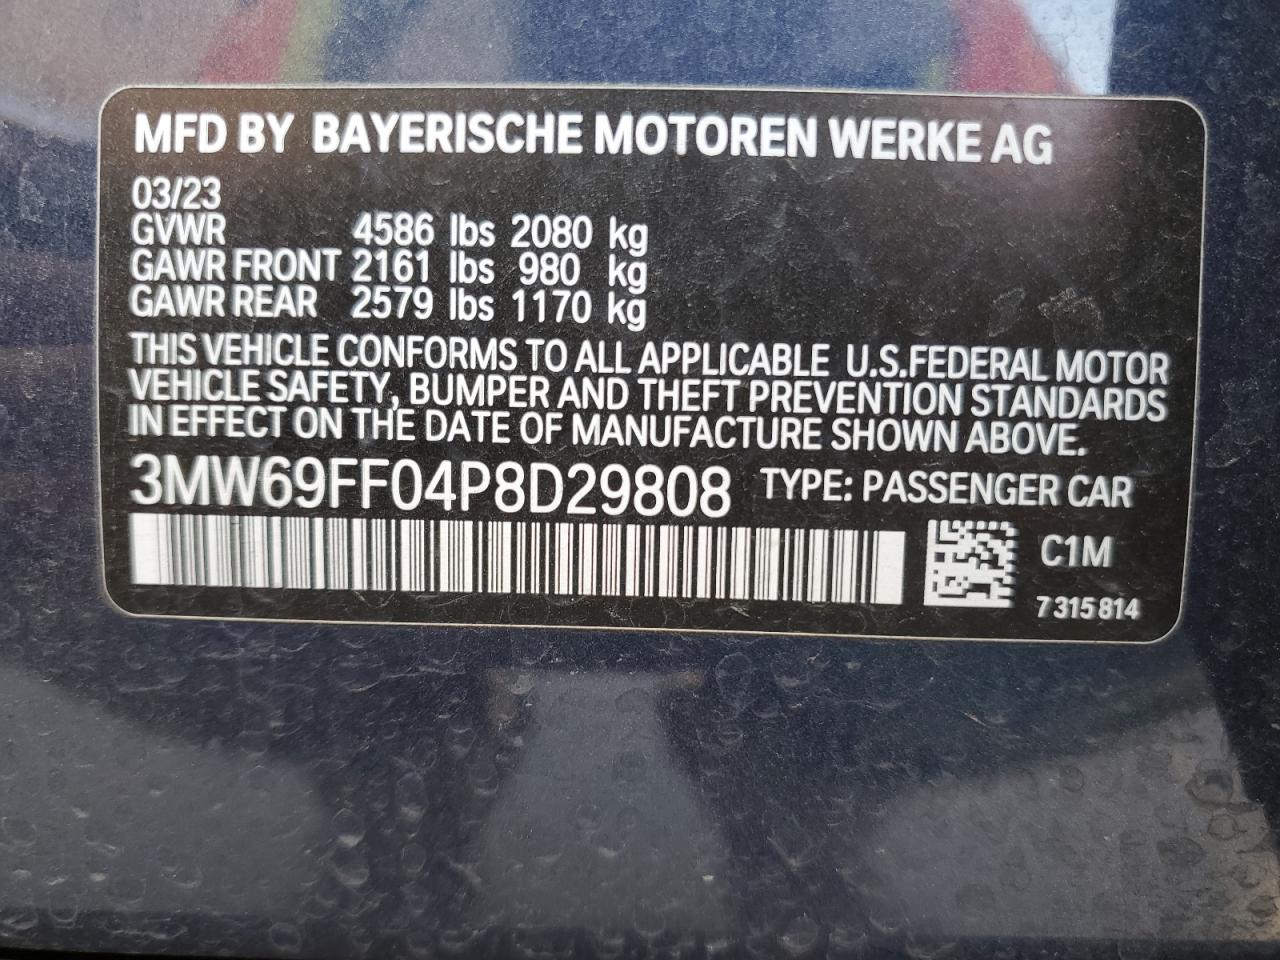 MFD BY BAYERISCHE MOTOREN WERKE AG
03/23
GVWR 4586 lbs 2080 kg
GAWR FRONT 2161 lbs 980 kg
GAWR REAR 2579 lbs 1170 kg
THIS VEHICLE CONFORMS TO ALL APPLICABLE U.S.FEDERAL MOTOR
VEHICLE SAFETY, BUMPER AND THEFT PREVENTION STANDARDS
IN EFFECT ON THE DATE OF MANUFACTURE SHOWN ABOVE.
3MW69FF04P8D29808 TYPE: PASSENGER CAR
C1M
7 315 814